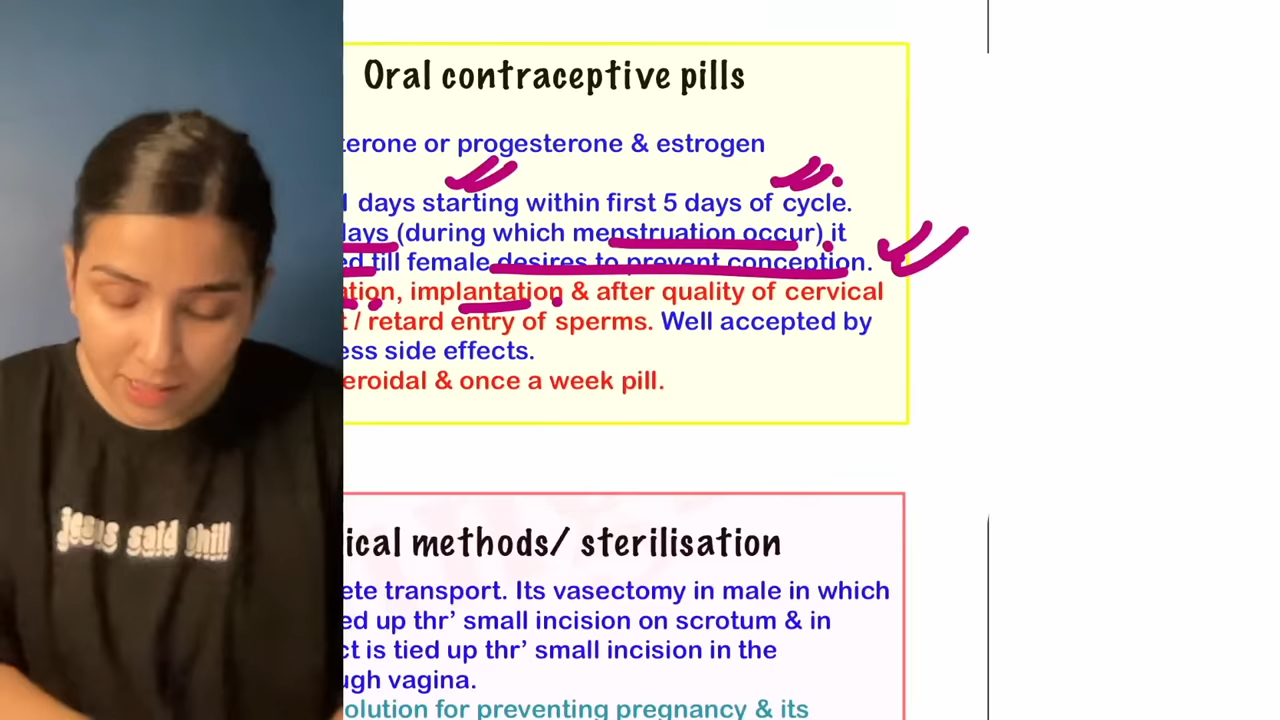 Oral contraceptive pills
terone or progesterone & estrogen
days starting within first 5 days of cycle.
days (during which menstruation occur) it
ed till female desires to prevent conception.
ation, implantation & after quality of cervical
t / retard entry of sperms. Well accepted by
ess side effects.
eroidal & once a week pill.
ical methods/ sterilisation
ete transport. Its vasectomy in male in which
ed up thr’ small incision on scrotum & in
ct is tied up thr’ small incision in the
ugh vagina.
olution for preventing pregnancy & its
jesus said chill